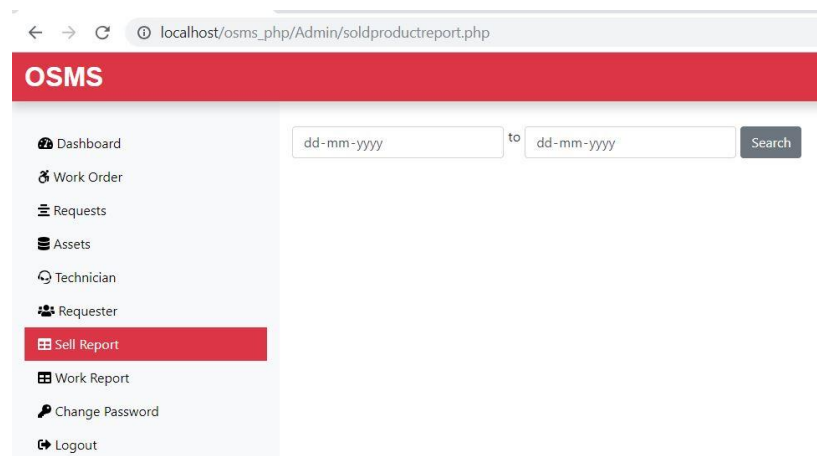 localhost/osms_php/Admin/soldproductreport.php
OSMS
Dashboard
Work Order
Requests
Assets
Technician
Requester
Sell Report
Work Report
Change Password
Logout
dd-mm-yyyy to dd-mm-yyyy Search